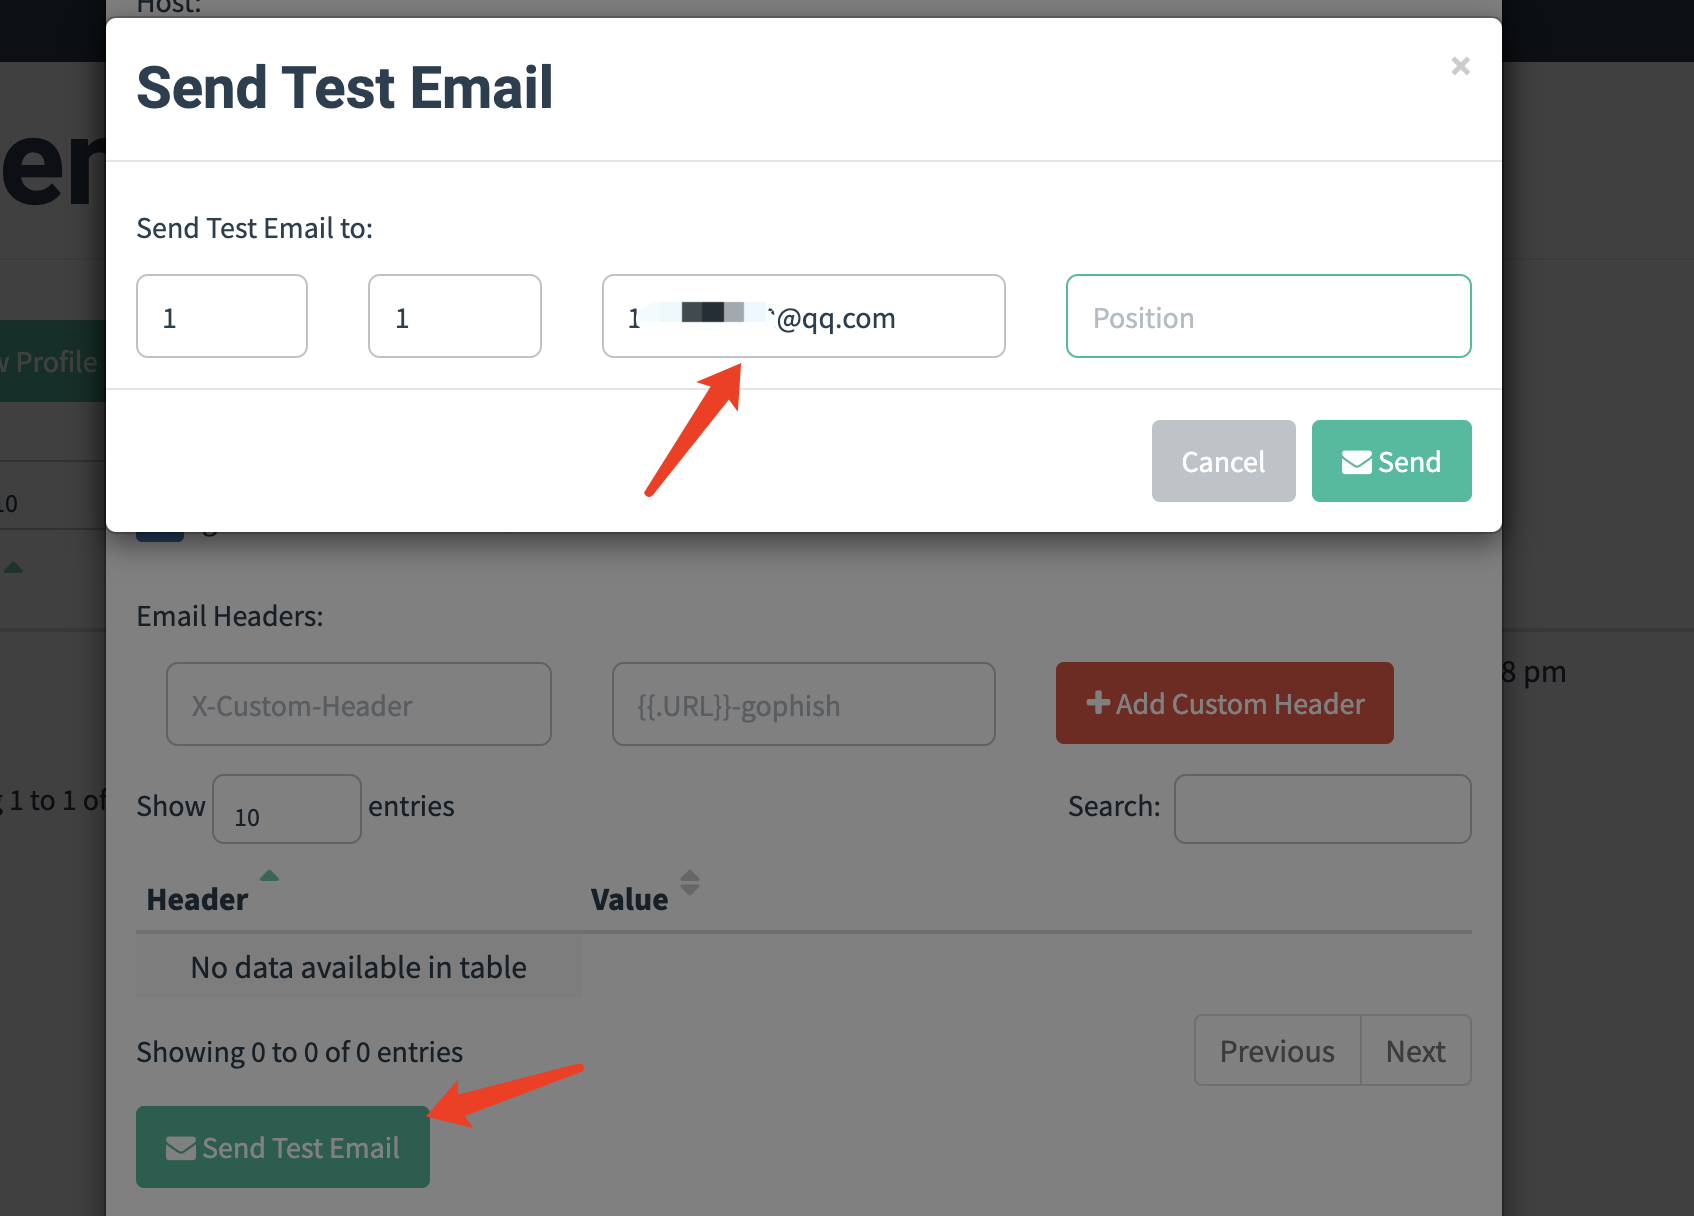 Host:
Send Test Email
×
Send Test Email to:
1
1
1 @qq.com
Position
Profile
Cancel
Send
10
Email Headers:
X-Custom-Header
{{.URL}}-gophish
Add Custom Header
8 pm
1 to 1 of
Show 10 entries
Search:
Header
Value
No data available in table
Showing 0 to 0 of 0 entries
Previous
Next
Send Test Email